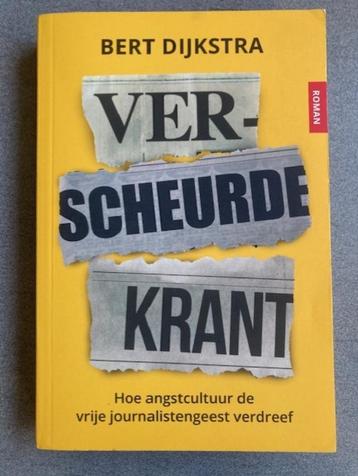 BERT DIJKSTRA
ROMAN
VER-
SCHEURDE
KRANT
Hoe angstcultuur de
vrije journalistengeest verdreef